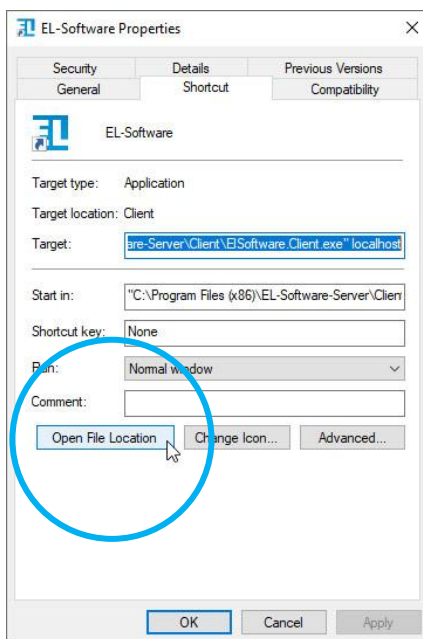 EL-Software Properties
Security Details Previous Versions
General Shortcut Compatibility
EL-Software
Target type: Application
Target location: Client
Target: are-Server\Client\ElSoftware.Client.exe" localhost
Start in: "C:\Program Files (x86)\EL-Software-Server\Client
Shortcut key: None
Run: Normal window
Comment:
Open File Location Change Icon... Advanced...
OK Cancel Apply